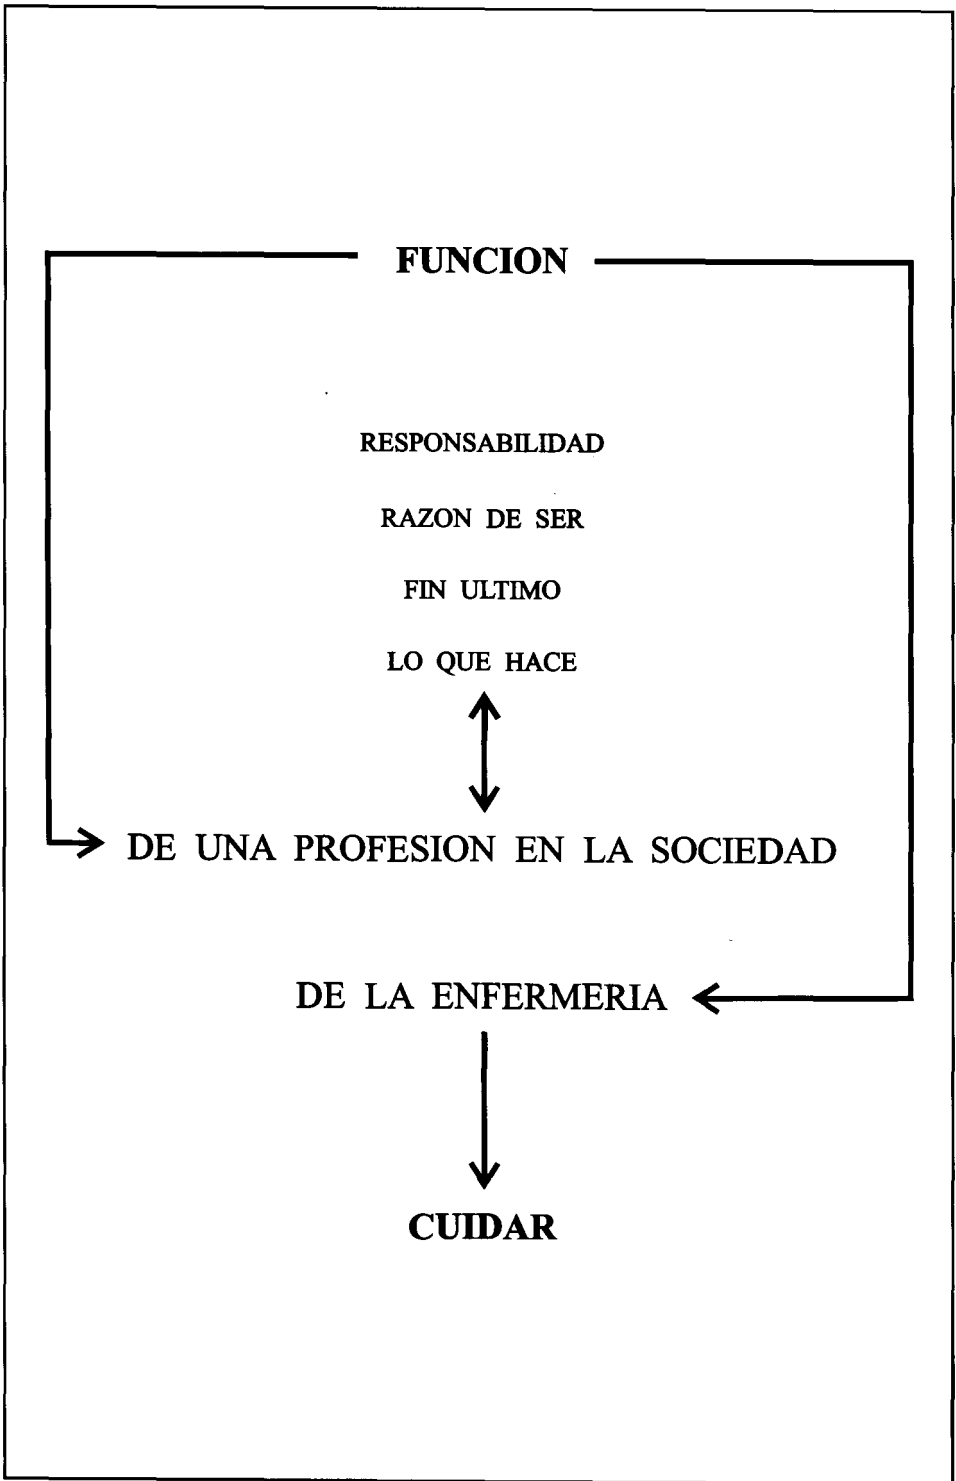 FUNCION
RESPONSABILIDAD
RAZON DE SER
FIN ULTIMO
LO QUE HACE
DE UNA PROFESION EN LA SOCIEDAD
DE LA ENFERMERIA
CUIDAR